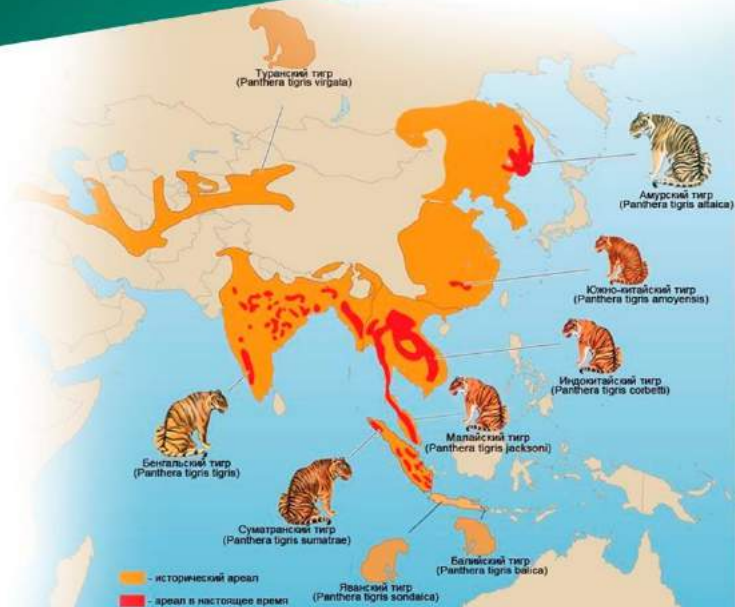 Туранский тигр
(Panthera tigris virgata)
Амурский тигр
(Panthera tigris altaica)
Южно-китайский тигр
(Panthera tigris amoyensis)
Индокитайский тигр
(Panthera tigris corbetti)
Малайский тигр
(Panthera tigris jacksoni)
Бенгальский тигр
(Panthera tigris tigris)
Суматранский тигр
(Panthera tigris sumatrae)
Балийский тигр
(Panthera tigris balica)
Яванский тигр
(Panthera tigris sondaica)
- исторический ареал
- ареал в настоящее время